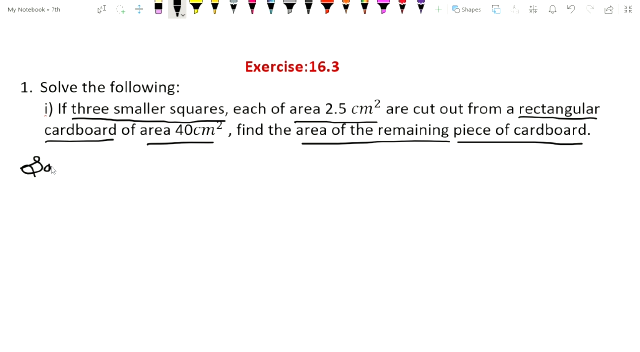 My Notebook • 7th
Shapes
Exercise:16.3
1. Solve the following:
i) If three smaller squares, each of area 2.5 cm² are cut out from a rectangular
cardboard of area 40cm² , find the area of the remaining piece of cardboard.
So